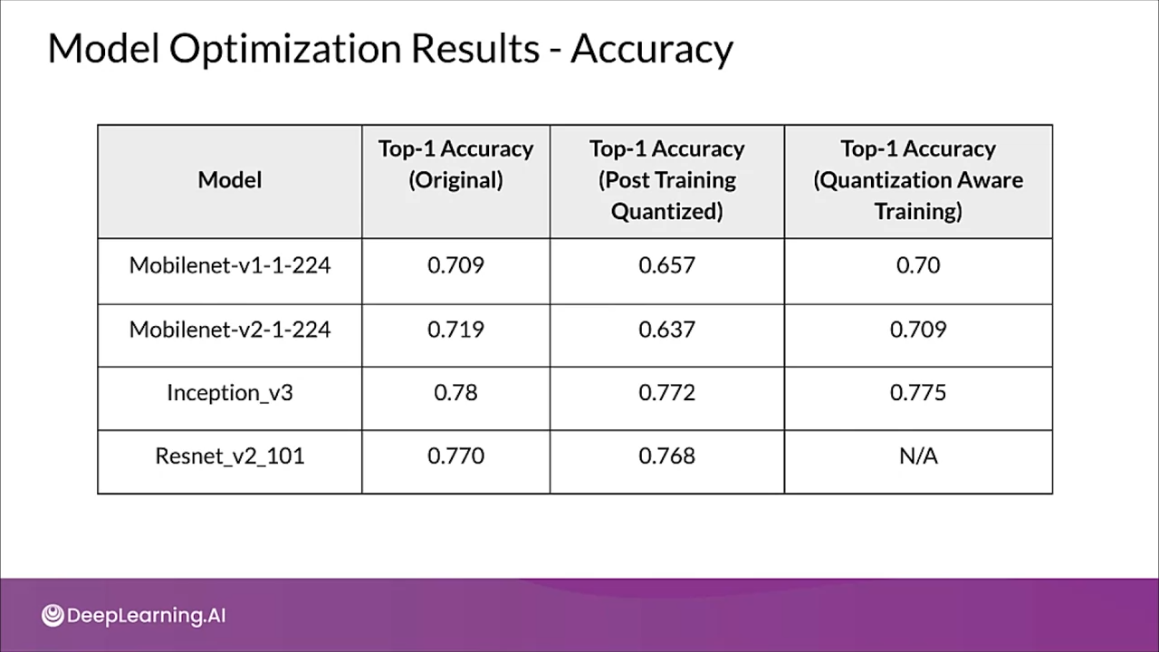 Model Optimization Results - Accuracy
Model
Top-1 Accuracy
(Original)
Top-1 Accuracy
(Post Training
Quantized)
Top-1 Accuracy
(Quantization Aware
Training)
Mobilenet-v1-1-224 0.709 0.657 0.70
Mobilenet-v2-1-224 0.719 0.637 0.709
Inception_v3 0.78 0.772 0.775
Resnet_v2_101 0.770 0.768 N/A
DeepLearning.AI